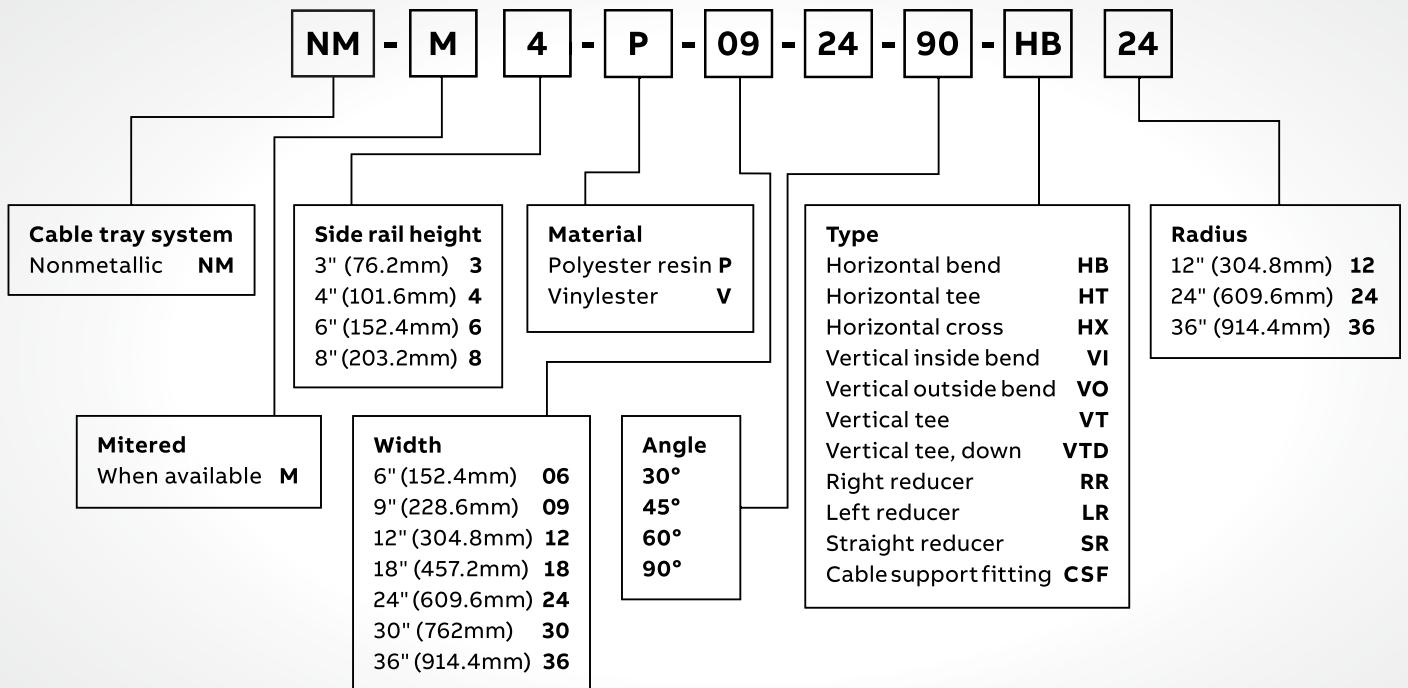 NM - M 4 - P - 09 - 24 - 90 - HB 24
Cable tray system
Nonmetallic NM
Side rail height
3" (76.2mm) 3
4" (101.6mm) 4
6" (152.4mm) 6
8" (203.2mm) 8
Material
Polyester resin P
Vinylester V
Type
Horizontal bend HB
Horizontal tee HT
Horizontal cross HX
Vertical inside bend VI
Vertical outside bend VO
Vertical tee VT
Vertical tee, down VTD
Right reducer RR
Left reducer LR
Straight reducer SR
Cable support fitting CSF
Radius
12" (304.8mm) 12
24" (609.6mm) 24
36" (914.4mm) 36
Mitered
When available M
Width
6" (152.4mm) 06
9" (228.6mm) 09
12" (304.8mm) 12
18" (457.2mm) 18
24" (609.6mm) 24
30" (762mm) 30
36" (914.4mm) 36
Angle
30°
45°
60°
90°